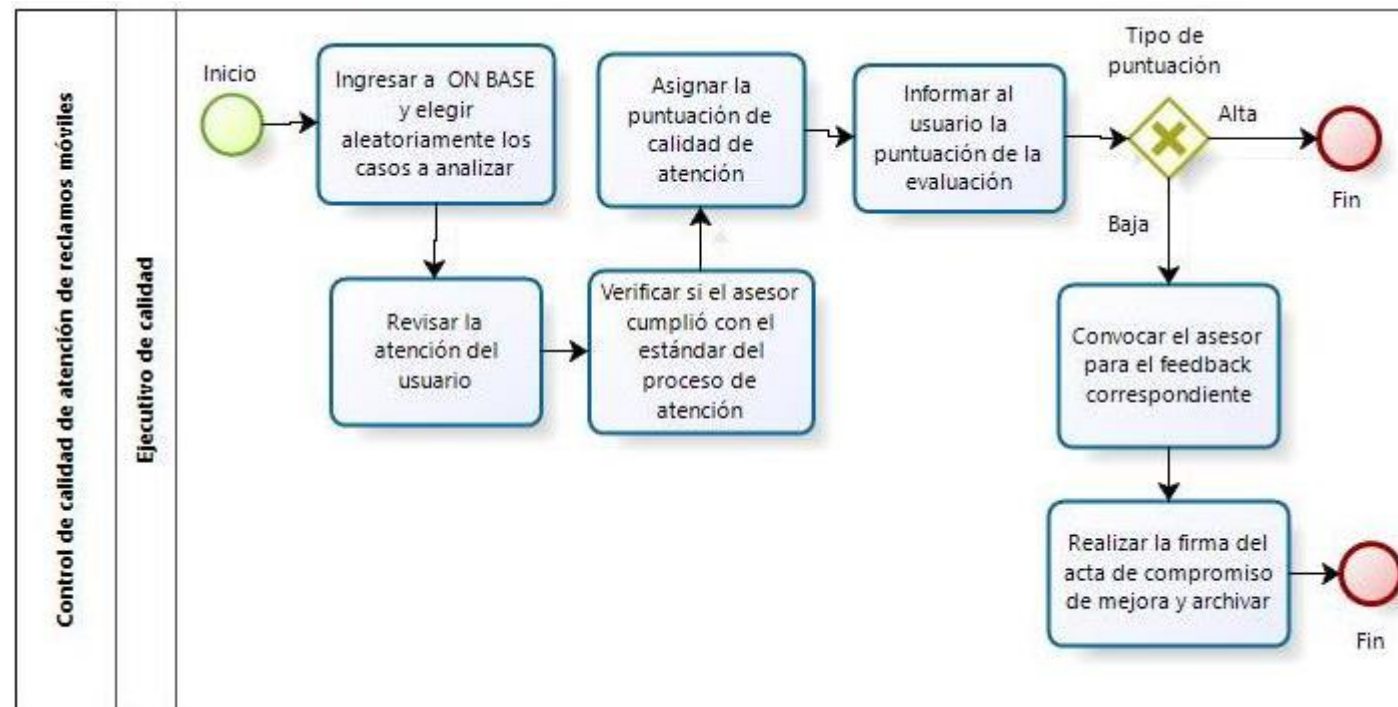 Control de calidad de atención de reclamos móviles
Ejecutivo de calidad
Inicio
Ingresar a ON BASE
y elegir
aleatoriamente los
casos a analizar
Revisar la
atención del
usuario
Verificar si el asesor
cumplió con el
estándar del
proceso de
atención
Asignar la
puntuación de
calidad de
atención
Informar al
usuario la
puntuación de la
evaluación
Tipo de
puntuación
Alta
Fin
Baja
Convocar el asesor
para el feedback
correspondiente
Realizar la firma del
acta de compromiso
de mejora y archivar
Fin